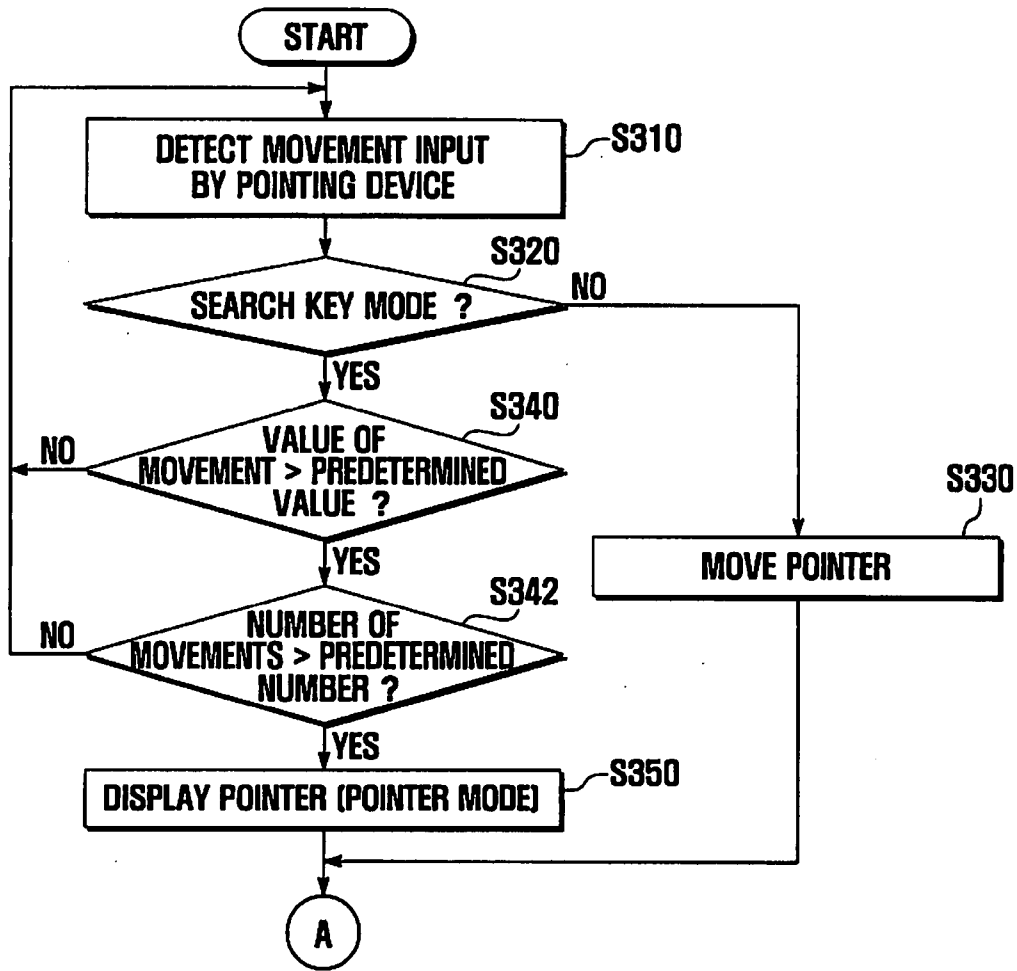 START
DETECT MOVEMENT INPUT
BY POINTING DEVICE
S310
S320
SEARCH KEY MODE ?
NO
YES
S340
VALUE OF
MOVEMENT > PREDETERMINED
VALUE ?
NO
YES
S330
MOVE POINTER
S342
NUMBER OF
MOVEMENTS > PREDETERMINED
NUMBER ?
NO
YES
S350
DISPLAY POINTER (POINTER MODE)
A